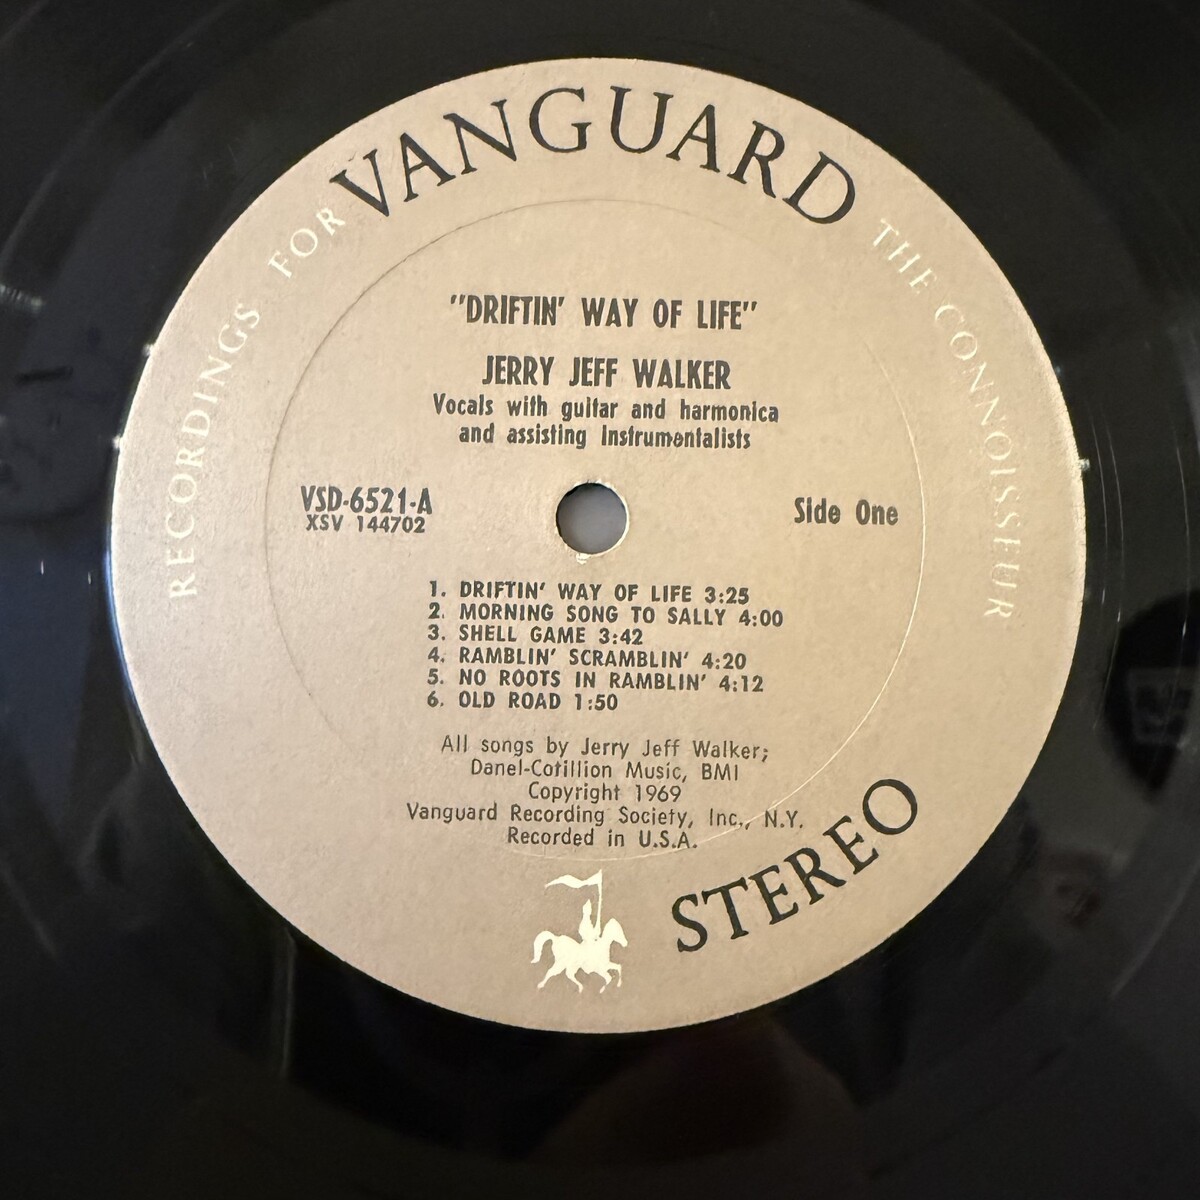 VANGUARD
RECORDINGS FOR THE CONNOISSEUR
"DRIFTIN' WAY OF LIFE"
JERRY JEFF WALKER
Vocals with guitar and harmonica
and assisting Instrumentalists
VSD-6521-A
XSV 144702
Side One
1. DRIFTIN' WAY OF LIFE 3:25
2. MORNING SONG TO SALLY 4:00
3. SHELL GAME 3:42
4. RAMBLIN' SCRAMBLIN' 4:20
5. NO ROOTS IN RAMBLIN' 4:12
6. OLD ROAD 1:50
All songs by Jerry Jeff Walker;
Danel-Cotillion Music, BMI
Copyright 1969
Vanguard Recording Society, Inc., N.Y.
Recorded in U.S.A.
STEREO